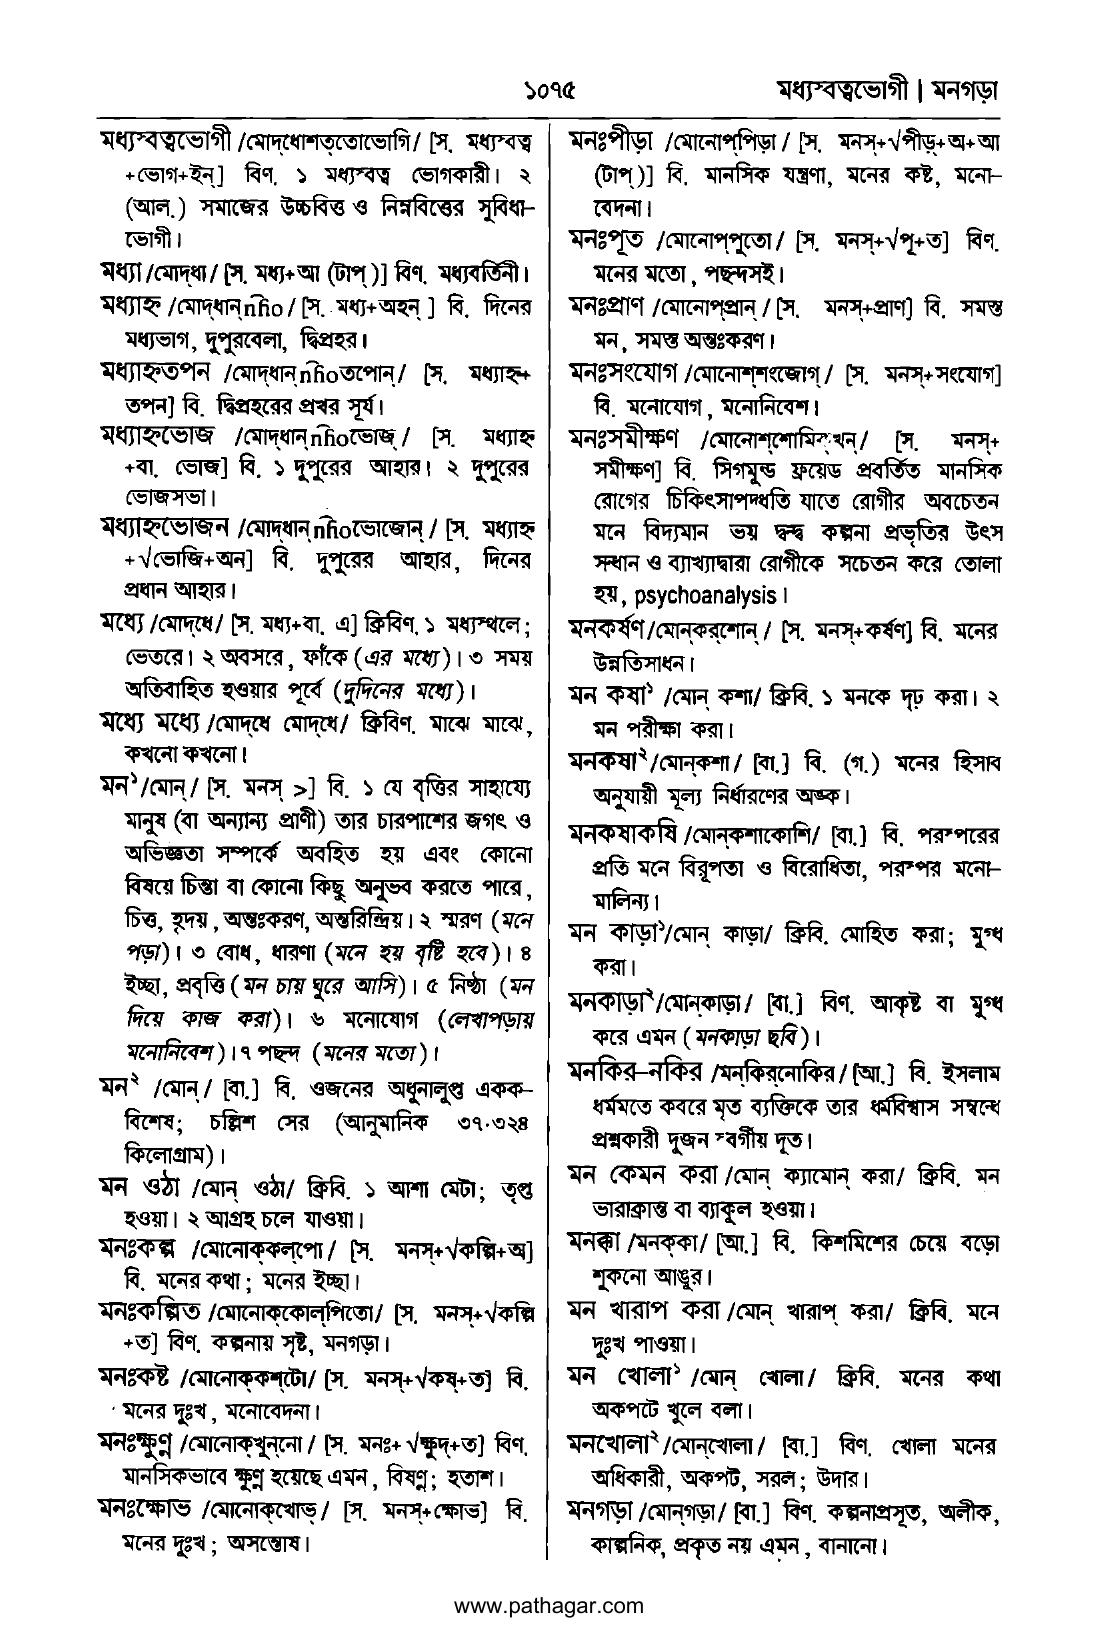 ১০৭৫
মধ্যস্বত্বভোগী | মনগড়া
মধ্যস্বত্বভোগী /মোদ্‌ধোশত্‌তোভোগি/ [স. মধ্যস্বত্ব
+ভোগ+ইন্] বিণ. ১ মধ্যস্বত্ব ভোগকারী। ২
(আল.) সমাজের উচ্চবিত্ত ও নিম্নবিত্তের সুবিধা–
ভোগী।
মধ্যা /মোদ্‌ধা/ [স. মধ্য+আ (টাপ্)] বিণ. মধ্যবর্তিনী।
মধ্যাহ্ন /মোদ্‌ধান্‌n̂ho/ [স. মধ্য+অহন্ ] বি. দিনের
মধ্যভাগ, দুপুরবেলা, দ্বিপ্রহর।
মধ্যাহ্নতপন /মোদ্‌ধান্‌n̂hoতপোন্/ [স. মধ্যাহ্ন+
তপন] বি. দ্বিপ্রহরের প্রখর সূর্য।
মধ্যাহ্নভোজ /মোদ্‌ধান্‌n̂hoভোজ্/ [স. মধ্যাহ্ন
+বা. ভোজ] বি. ১ দুপুরের আহার। ২ দুপুরের
ভোজসভা।
মধ্যাহ্নভোজন /মোদ্‌ধান্‌n̂hoভোজোন্/ [স. মধ্যাহ্ন
+√ভোজি+অন] বি. দুপুরের আহার, দিনের
প্রধান আহার।
মধ্যে /মোদ্‌ধে/ [স. মধ্য+বা. এ] ক্রিবিণ. ১ মধ্যস্থলে;
ভেতরে। ২ অবসরে, ফাঁকে (এর মধ্যে)। ৩ সময়
অতিবাহিত হওয়ার পূর্বে (দুদিনের মধ্যে)।
মধ্যে মধ্যে /মোদ্‌ধে মোদ্‌ধে/ ক্রিবিণ. মাঝে মাঝে,
কখনো কখনো।
মন১ /মোন্/ [স. মনস্ >] বি. ১ যে বৃত্তির সাহায্যে
মানুষ (বা অন্যান্য প্রাণী) তার চারপাশের জগৎ ও
অভিজ্ঞতা সম্পর্কে অবহিত হয় এবং কোনো
বিষয়ে চিন্তা বা কোনো কিছু অনুভব করতে পারে,
চিত্ত, হৃদয়, অন্তঃকরণ, অন্তরিন্দ্রিয়। ২ স্মরণ (মনে
পড়া)। ৩ বোধ, ধারণা (মনে হয় বৃষ্টি হবে)। ৪
ইচ্ছা, প্রবৃত্তি (মন চায় ঘুরে আসি)। ৫ নিষ্ঠা (মন
দিয়ে কাজ করা)। ৬ মনোযোগ (লেখাপড়ায়
মনোনিবেশ)। ৭ পছন্দ (মনের মতো)।
মন২ /মোন্/ [বা.] বি. ওজনের অধুনালুপ্ত একক–
বিশেষ; চল্লিশ সের (আনুমানিক ৩৭·৩২৪
কিলোগ্রাম)।
মন ওঠা /মোন্ ওঠা/ ক্রিবি. ১ আশা মেটা; তৃপ্ত
হওয়া। ২ আগ্রহ চলে যাওয়া।
মনঃকল্প /মোনোক্‌কল্‌পো/ [স. মনস্+√কল্পি+অ]
বি. মনের কথা; মনের ইচ্ছা।
মনঃকল্পিত /মোনোক্‌কোল্‌পিতো/ [স. মনস্+√কল্পি
+ত] বিণ. কল্পনায় সৃষ্ট, মনগড়া।
মনঃকষ্ট /মোনোক্‌কশ্‌টো/ [স. মনস্+√কষ্+ত] বি.
মনের দুঃখ, মনোবেদনা।
মনঃক্ষুণ্ণ /মোনোক্‌খুন্‌নো/ [স. মনঃ+√ক্ষুদ্+ত] বিণ.
মানসিকভাবে ক্ষুণ্ণ হয়েছে এমন, বিষণ্ণ; হতাশ।
মনঃক্ষোভ /মোনোক্‌খোভ্/ [স. মনস্+ক্ষোভ] বি.
মনের দুঃখ; অসন্তোষ।
মনঃপীড়া /মোনোপ্‌পিড়া/ [স. মনস্+√পীড়্+অ+আ
(টাপ্)] বি. মানসিক যন্ত্রণা, মনের কষ্ট, মনো–
বেদনা।
মনঃপূত /মোনোপ্‌পুতো/ [স. মনস্+√পূ+ত] বিণ.
মনের মতো, পছন্দসই।
মনঃপ্রাণ /মোনোপ্‌প্রান্/ [স. মনস্+প্রাণ] বি. সমস্ত
মন, সমস্ত অন্তঃকরণ।
মনঃসংযোগ /মোনোশ্‌শংজোগ্/ [স. মনস্+সংযোগ]
বি. মনোযোগ, মনোনিবেশ।
মনঃসমীক্ষণ /মোনোশ্‌শোমিক্‌খন্/ [স. মনস্+
সমীক্ষণ] বি. সিগমুন্ড ফ্রয়েড প্রবর্তিত মানসিক
রোগের চিকিৎসাপদ্ধতি যাতে রোগীর অবচেতন
মনে বিদ্যমান ভয় দ্বন্দ্ব কল্পনা প্রভৃতির উৎস
সন্ধান ও ব্যাখ্যাদ্বারা রোগীকে সচেতন করে তোলা
হয়, psychoanalysis।
মনকর্ষণ /মোন্‌কর্‌শোন্/ [স. মনস্+কর্ষণ] বি. মনের
উন্নতিসাধন।
মন কষা১ /মোন্ কশা/ ক্রিবি. ১ মনকে দৃঢ় করা। ২
মন পরীক্ষা করা।
মনকষা২ /মোন্‌কশা/ [বা.] বি. (গ.) মনের হিসাব
অনুযায়ী মূল্য নির্ধারণের অঙ্ক।
মনকষাকষি /মোন্‌কশাকোশি/ [বা.] বি. পরস্পরের
প্রতি মনে বিরূপতা ও বিরোধিতা, পরস্পর মনো–
মালিন্য।
মন কাড়া১ /মোন্ কাড়া/ ক্রিবি. মোহিত করা; মুগ্ধ
করা।
মনকাড়া২ /মোন্‌কাড়া/ [বা.] বিণ. আকৃষ্ট বা মুগ্ধ
করে এমন (মনকাড়া ছবি)।
মনকির–নকির /মন্‌কির্‌নোকির/ [আ.] বি. ইসলাম
ধর্মমতে কবরে মৃত ব্যক্তিকে তার ধর্মবিশ্বাস সম্বন্ধে
প্রশ্নকারী দুজন স্বর্গীয় দূত।
মন কেমন করা /মোন্ ক্যামোন্ করা/ ক্রিবি. মন
ভারাক্রান্ত বা ব্যাকুল হওয়া।
মনক্কা /মনক্‌কা/ [আ.] বি. কিশমিশের চেয়ে বড়ো
শুকনো আঙুর।
মন খারাপ করা /মোন্ খারাপ্ করা/ ক্রিবি. মনে
দুঃখ পাওয়া।
মন খোলা১ /মোন্ খোলা/ ক্রিবি. মনের কথা
অকপটে খুলে বলা।
মনখোলা২ /মোন্‌খোলা/ [বা.] বিণ. খোলা মনের
অধিকারী, অকপট, সরল; উদার।
মনগড়া /মোন্‌গড়া/ [বা.] বিণ. কল্পনাপ্রসূত, অলীক,
কাল্পনিক, প্রকৃত নয় এমন, বানানো।
www.pathagar.com